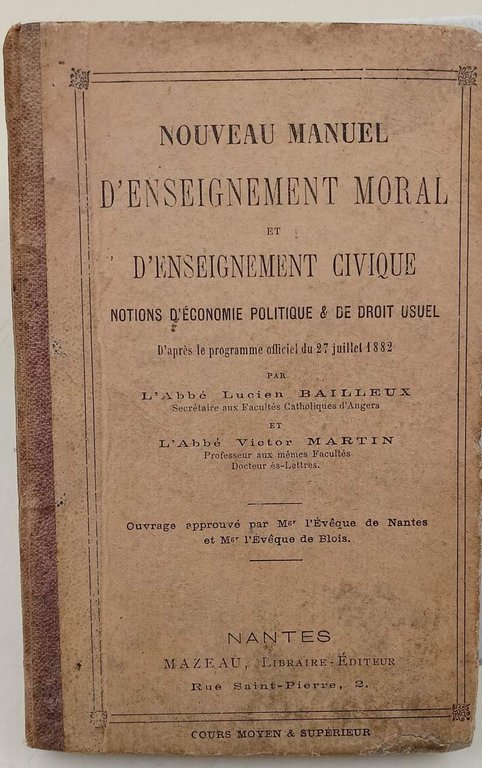 NOUVEAU MANUEL
D'ENSEIGNEMENT MORAL
ET
D'ENSEIGNEMENT CIVIQUE
NOTIONS D'ÉCONOMIE POLITIQUE & DE DROIT USUEL
D'après le programme officiel du 27 juillet 1882
PAR
L'Abbé Lucien BAILLEUX
Secrétaire aux Facultés Catholiques d'Angers
ET
L'Abbé Victor MARTIN
Professeur aux mêmes Facultés
Docteur ès-Lettres.
Ouvrage approuvé par Mgr l'Évêque de Nantes
et Mgr l'Évêque de Blois.
NANTES
MAZEAU, LIBRAIRE-ÉDITEUR
Rue Saint-Pierre, 2.
COURS MOYEN & SUPÉRIEUR